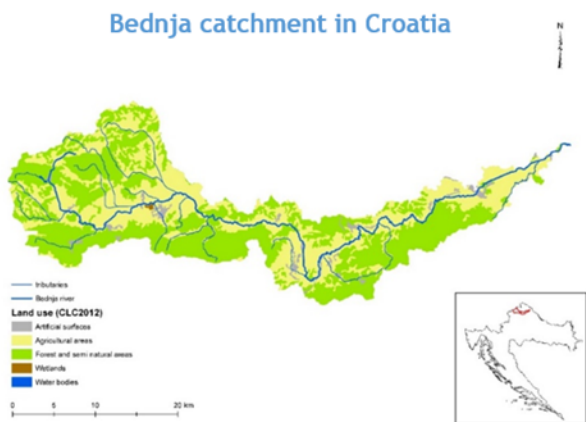 Bednja catchment in Croatia
N
tributaries
Bednja river
Land use (CLC2012)
Artificial surfaces
Agricultural areas
Forest and semi natural areas
Wetlands
Water bodies
0 5 10 20 km